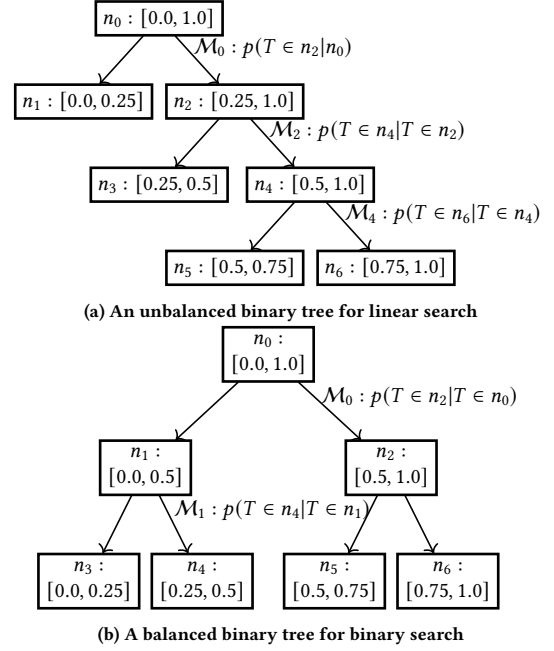 n₀ : [0.0, 1.0]
ℳ₀ : p(T ∈ n₂|n₀)
n₁ : [0.0, 0.25]
n₂ : [0.25, 1.0]
ℳ₂ : p(T ∈ n₄|T ∈ n₂)
n₃ : [0.25, 0.5]
n₄ : [0.5, 1.0]
ℳ₄ : p(T ∈ n₆|T ∈ n₄)
n₅ : [0.5, 0.75]
n₆ : [0.75, 1.0]
(a) An unbalanced binary tree for linear search
n₀ :
[0.0, 1.0]
ℳ₀ : p(T ∈ n₂|T ∈ n₀)
n₁ :
[0.0, 0.5]
n₂ :
[0.5, 1.0]
ℳ₁ : p(T ∈ n₄|T ∈ n₁)
n₃ :
[0.0, 0.25]
n₄ :
[0.25, 0.5]
n₅ :
[0.5, 0.75]
n₆ :
[0.75, 1.0]
(b) A balanced binary tree for binary search